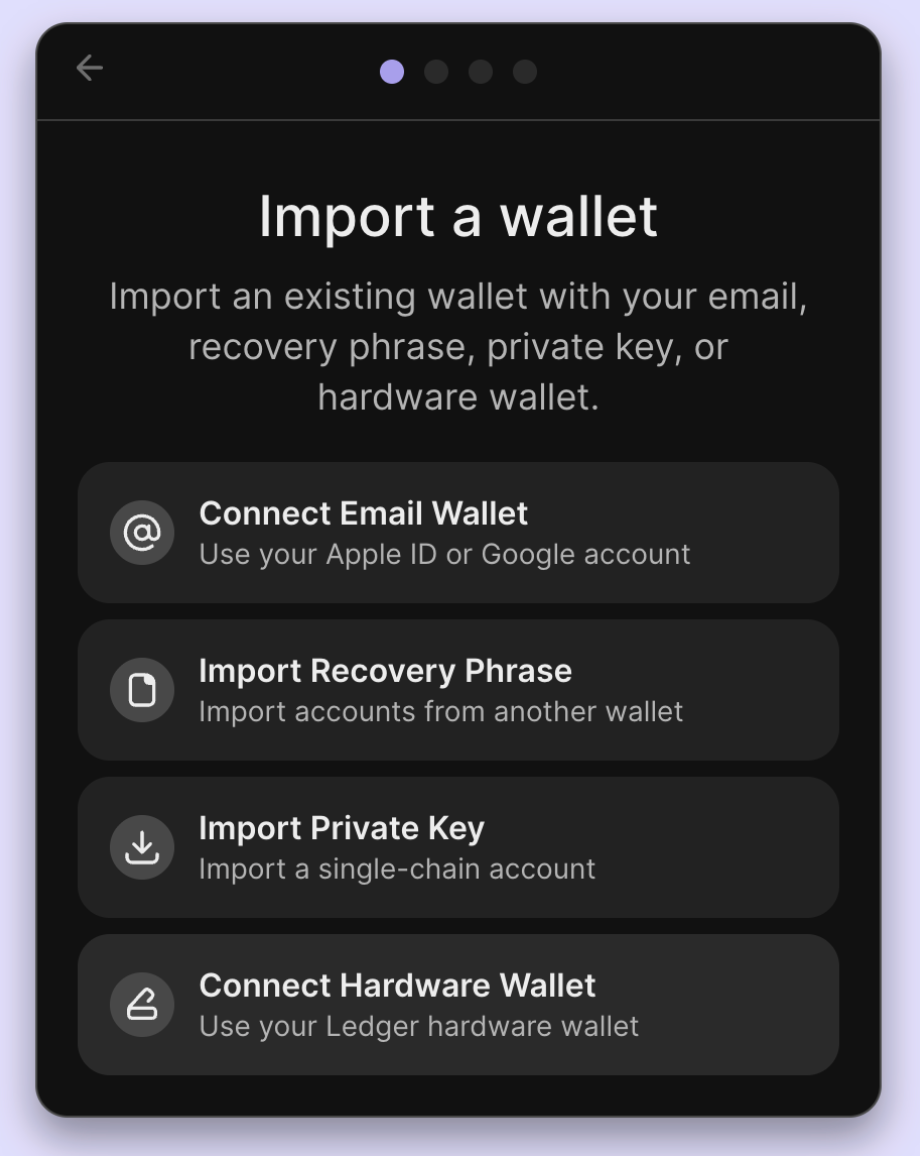 Import a wallet
Import an existing wallet with your email,
recovery phrase, private key, or
hardware wallet.
Connect Email Wallet
Use your Apple ID or Google account
Import Recovery Phrase
Import accounts from another wallet
Import Private Key
Import a single-chain account
Connect Hardware Wallet
Use your Ledger hardware wallet